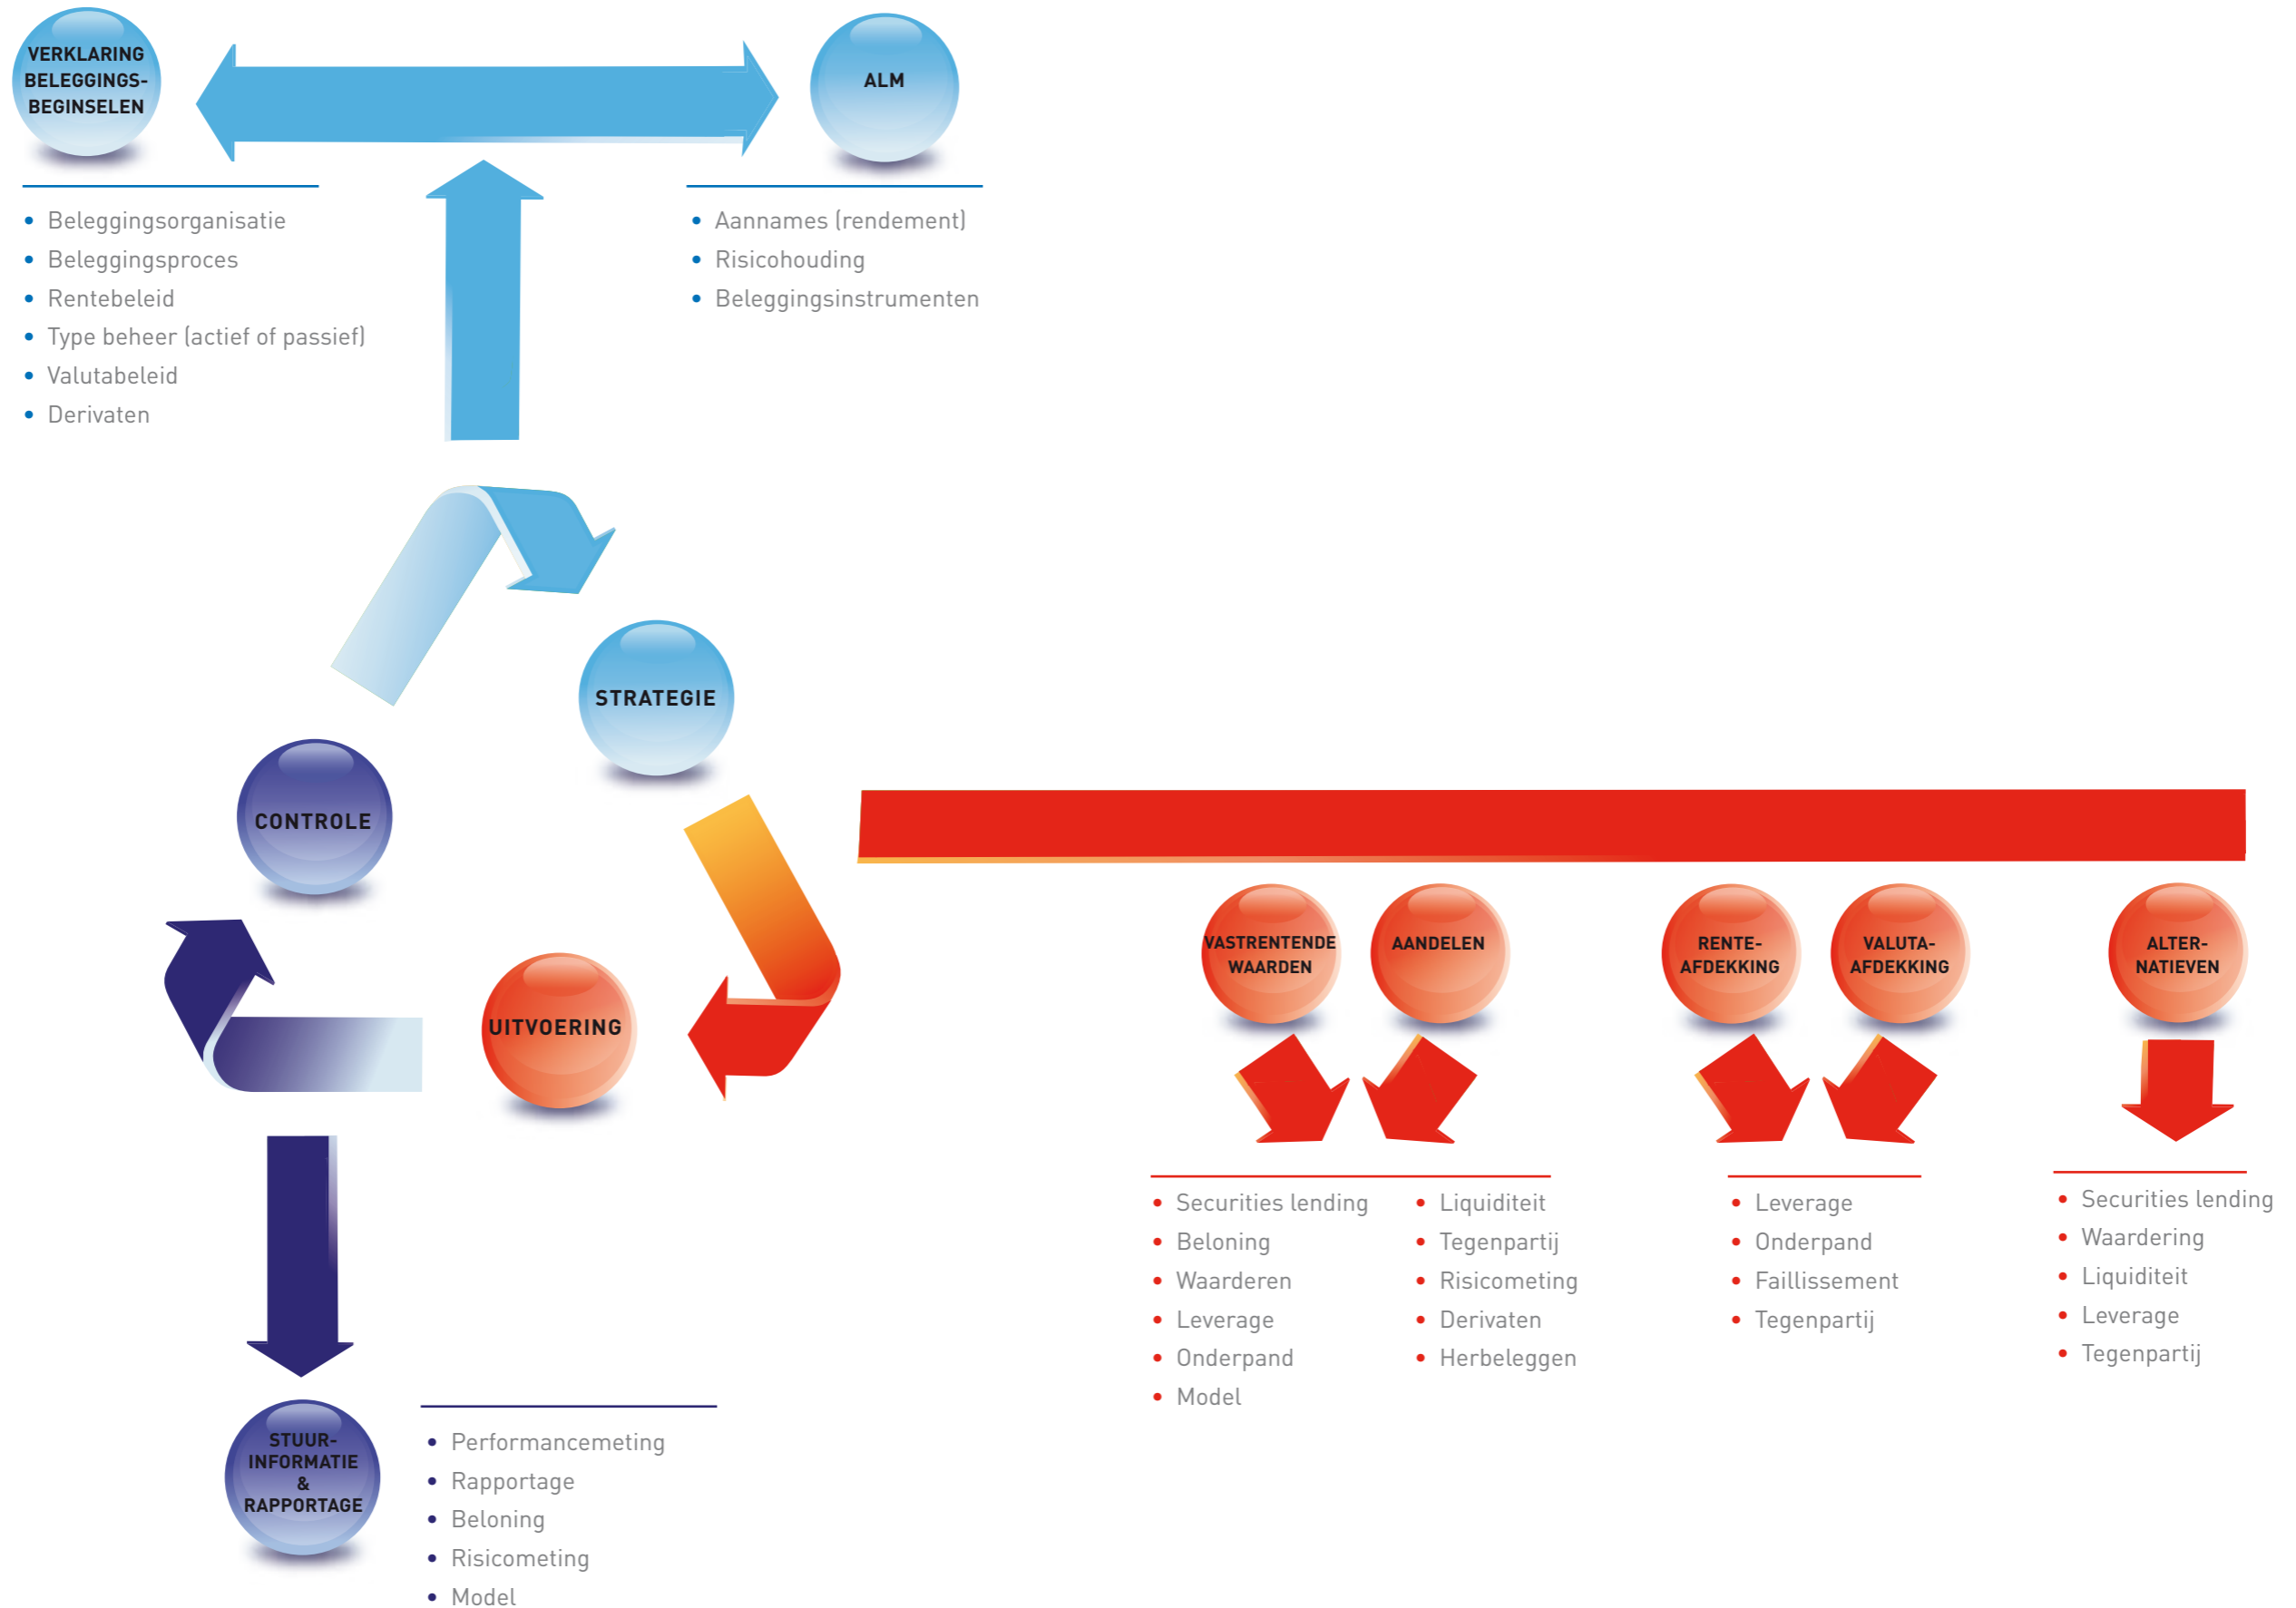 VERKLARING
BELEGGINGS-
BEGINSELEN
ALM
• Beleggingsorganisatie
• Beleggingsproces
• Rentebeleid
• Type beheer (actief of passief)
• Valutabeleid
• Derivaten
• Aannames (rendement)
• Risicohouding
• Beleggingsinstrumenten
STRATEGIE
CONTROLE
UITVOERING
VASTRENTENDE
WAARDEN
AANDELEN
RENTE-
AFDEKKING
VALUTA-
AFDEKKING
ALTER-
NATIEVEN
• Securities lending
• Beloning
• Waarderen
• Leverage
• Onderpand
• Model
• Liquiditeit
• Tegenpartij
• Risicometing
• Derivaten
• Herbeleggen
• Leverage
• Onderpand
• Faillissement
• Tegenpartij
• Securities lending
• Waardering
• Liquiditeit
• Leverage
• Tegenpartij
STUUR-
INFORMATIE
&
RAPPORTAGE
• Performancemeting
• Rapportage
• Beloning
• Risicometing
• Model